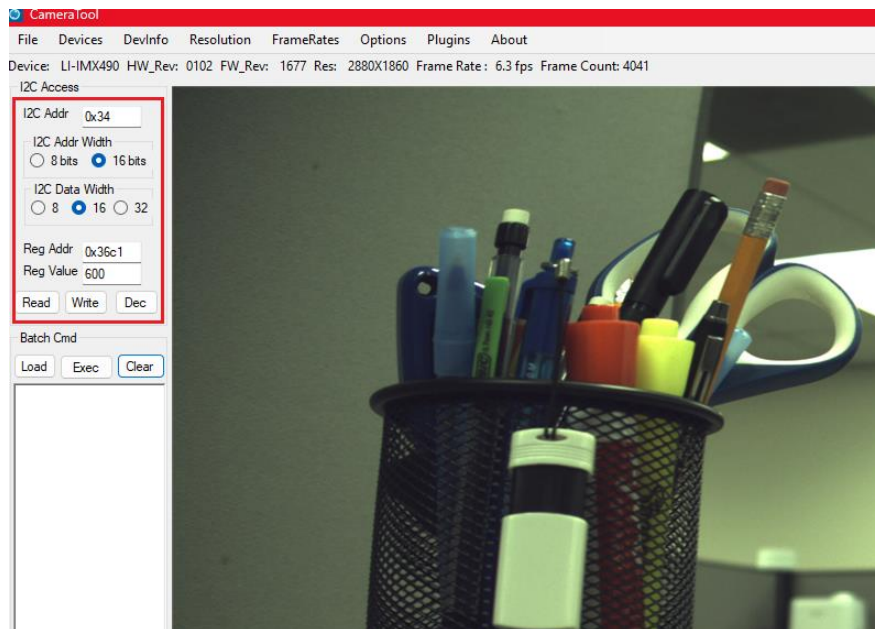 CameraTool
File Devices DevInfo Resolution FrameRates Options Plugins About
Device: LI-IMX490 HW_Rev: 0102 FW_Rev: 1677 Res: 2880X1860 Frame Rate : 6.3 fps Frame Count: 4041
I2C Access
I2C Addr 0x34
I2C Addr Width
8 bits 16 bits
I2C Data Width
8 16 32
Reg Addr 0x36c1
Reg Value 600
Read Write Dec
Batch Cmd
Load Exec Clear